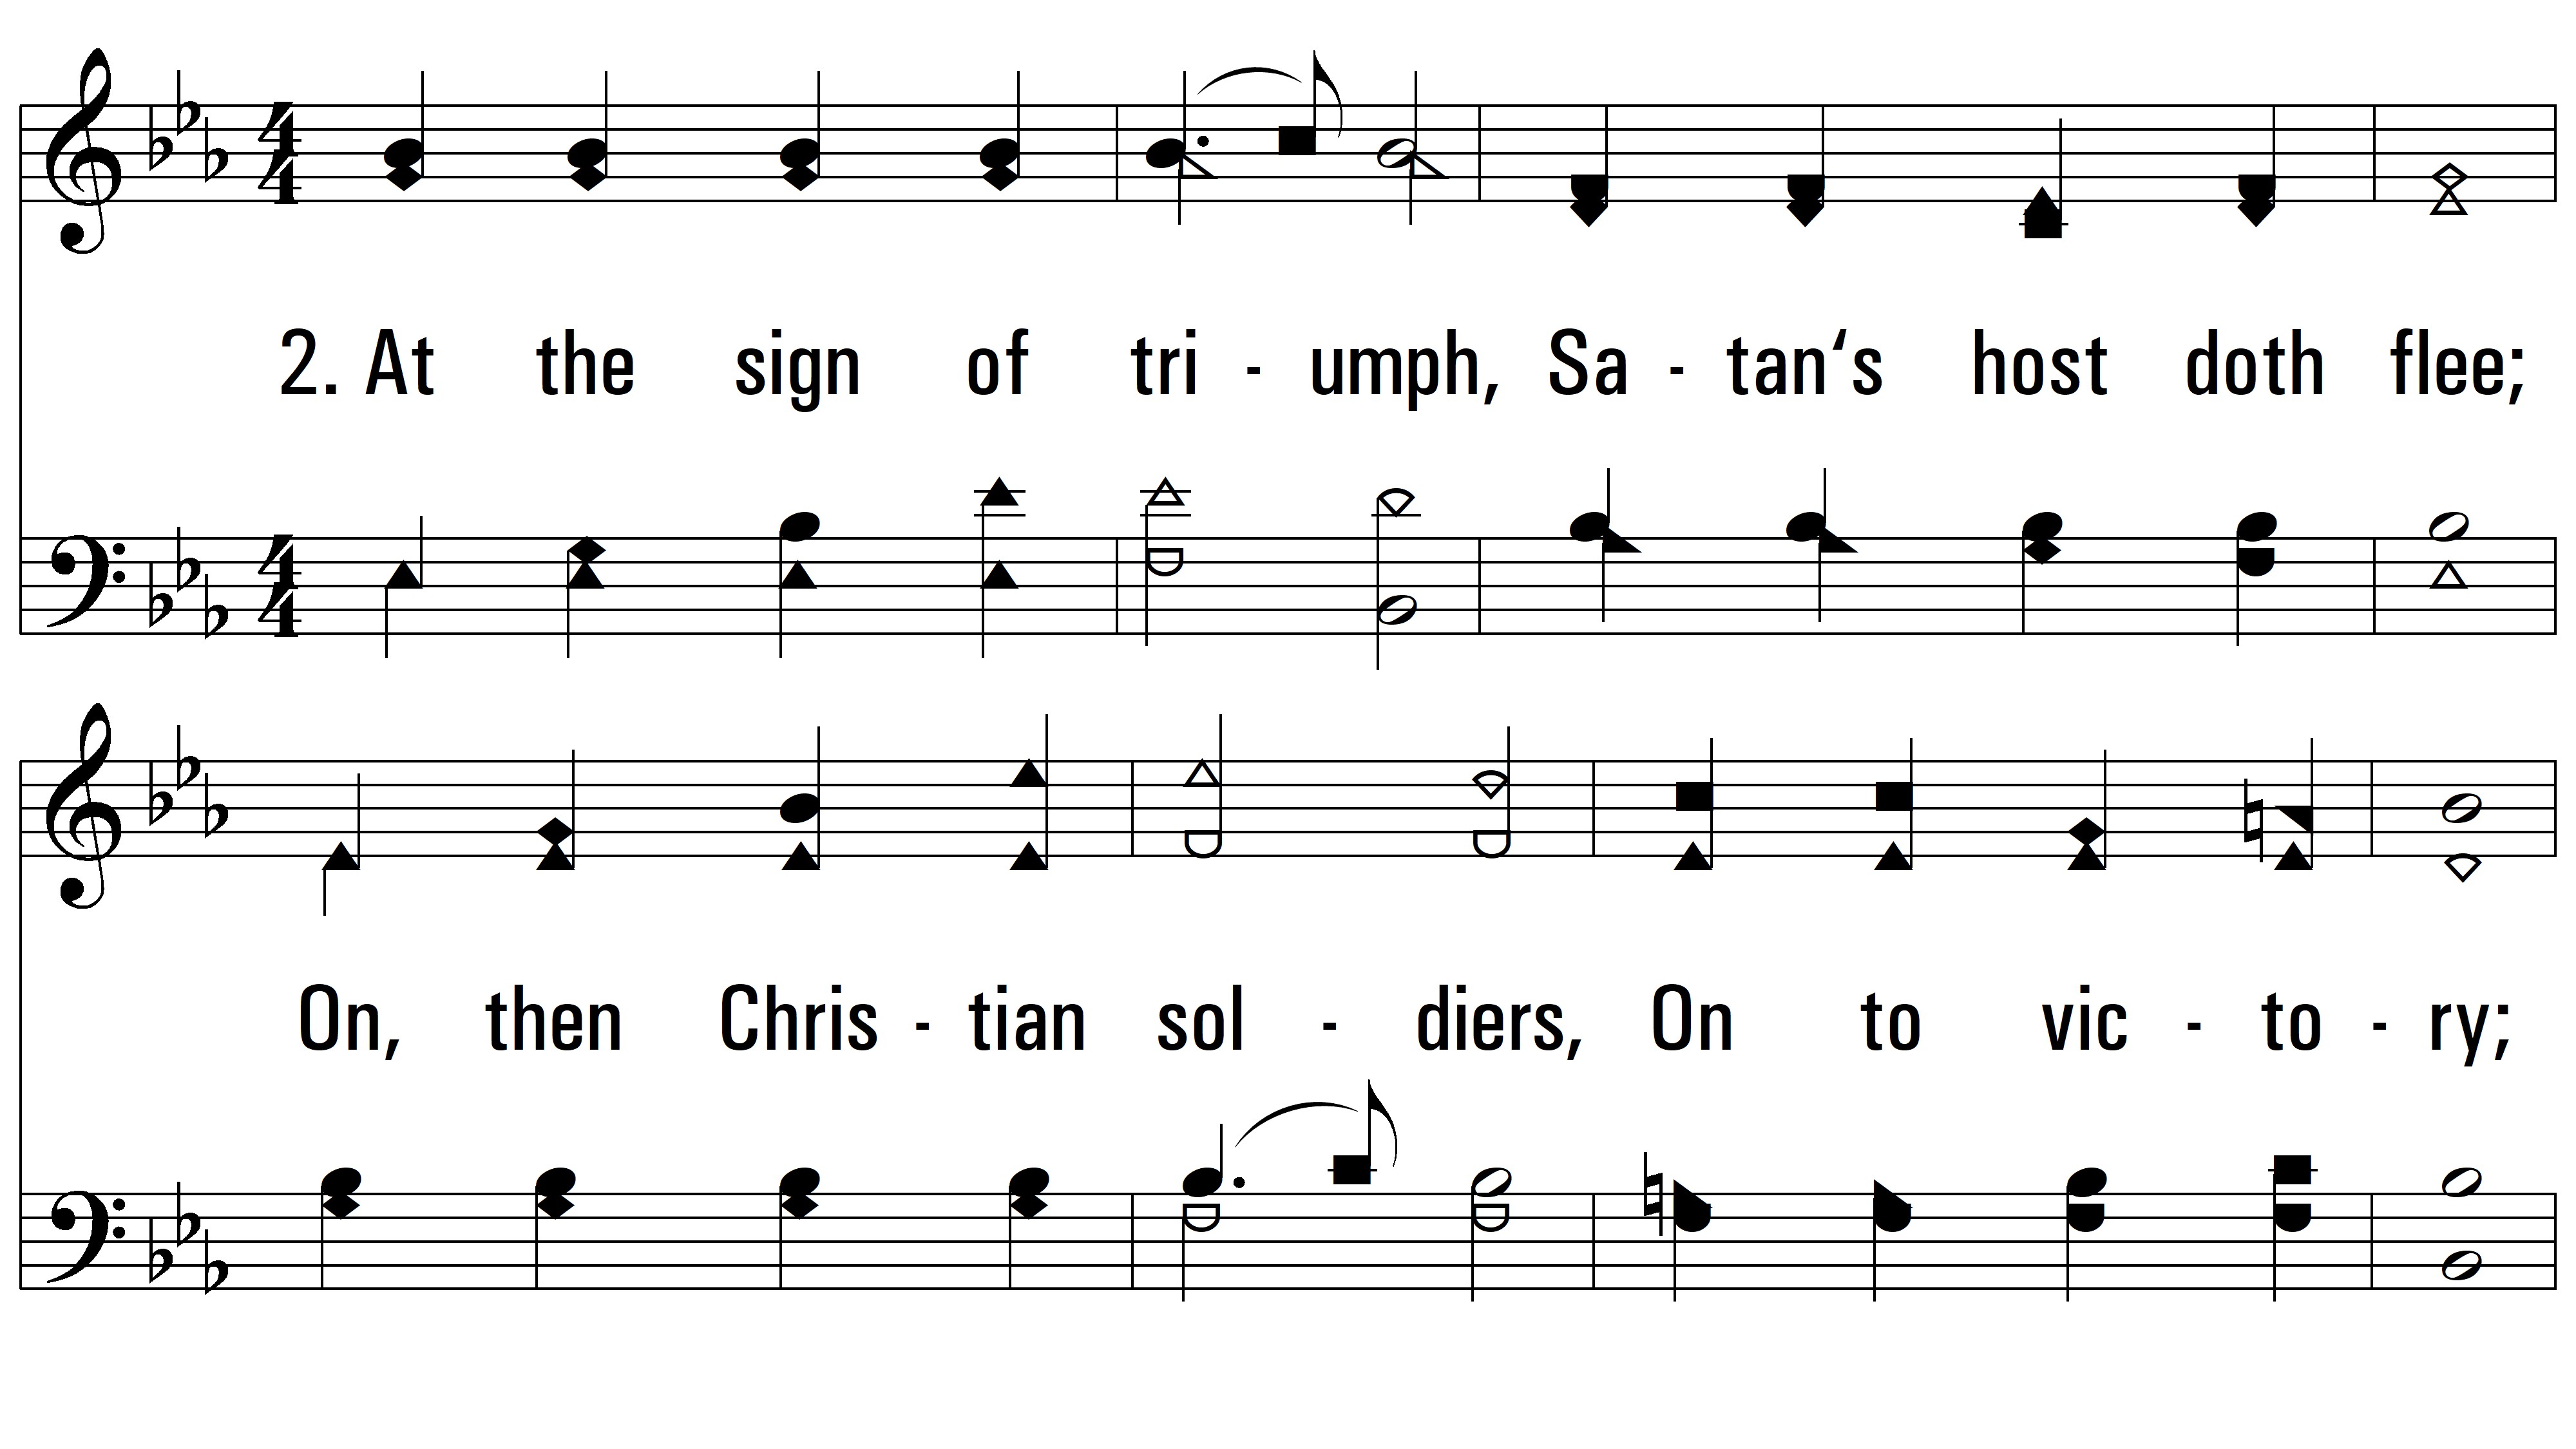 2. At the sign of tri - umph, Sa - tan‘s host doth flee;
On, then Chris - tian sol - diers, On to vic - to - ry;